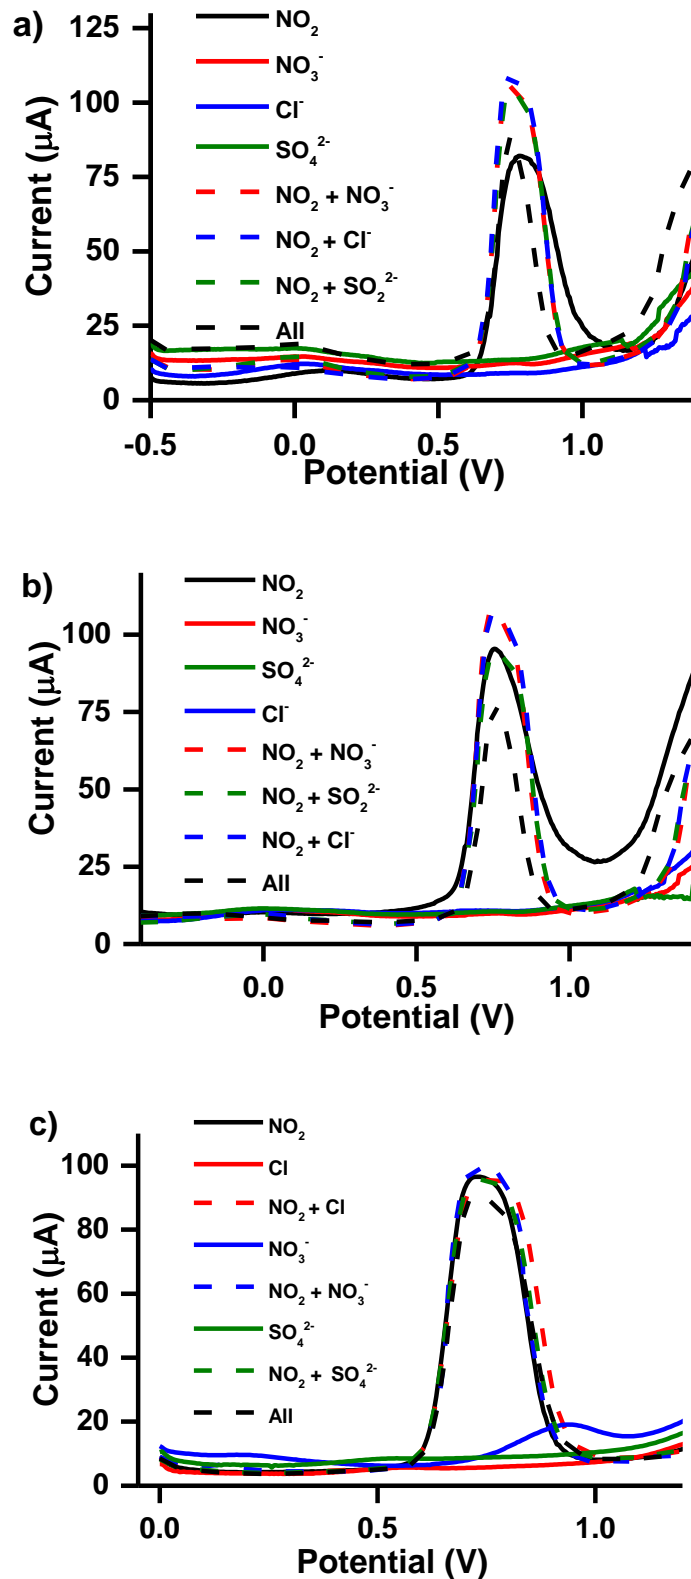 a)
125
100
75
50
25
0
Current (μA)
NO₂
NO₃⁻
Cl⁻
SO₄²⁻
NO₂ + NO₃⁻
NO₂ + Cl⁻
NO₂ + SO₂²⁻
All
-0.5 0.0 0.5 1.0
Potential (V)
b)
100
75
50
25
0
Current (μA)
NO₂
NO₃⁻
SO₄²⁻
Cl⁻
NO₂ + NO₃⁻
NO₂ + SO₂²⁻
NO₂ + Cl⁻
All
0.0 0.5 1.0
Potential (V)
c)
100
80
60
40
20
0
Current (μA)
NO₂
Cl
NO₂ + Cl
NO₃⁻
NO₂ + NO₃⁻
SO₄²⁻
NO₂ + SO₄²⁻
All
0.0 0.5 1.0
Potential (V)